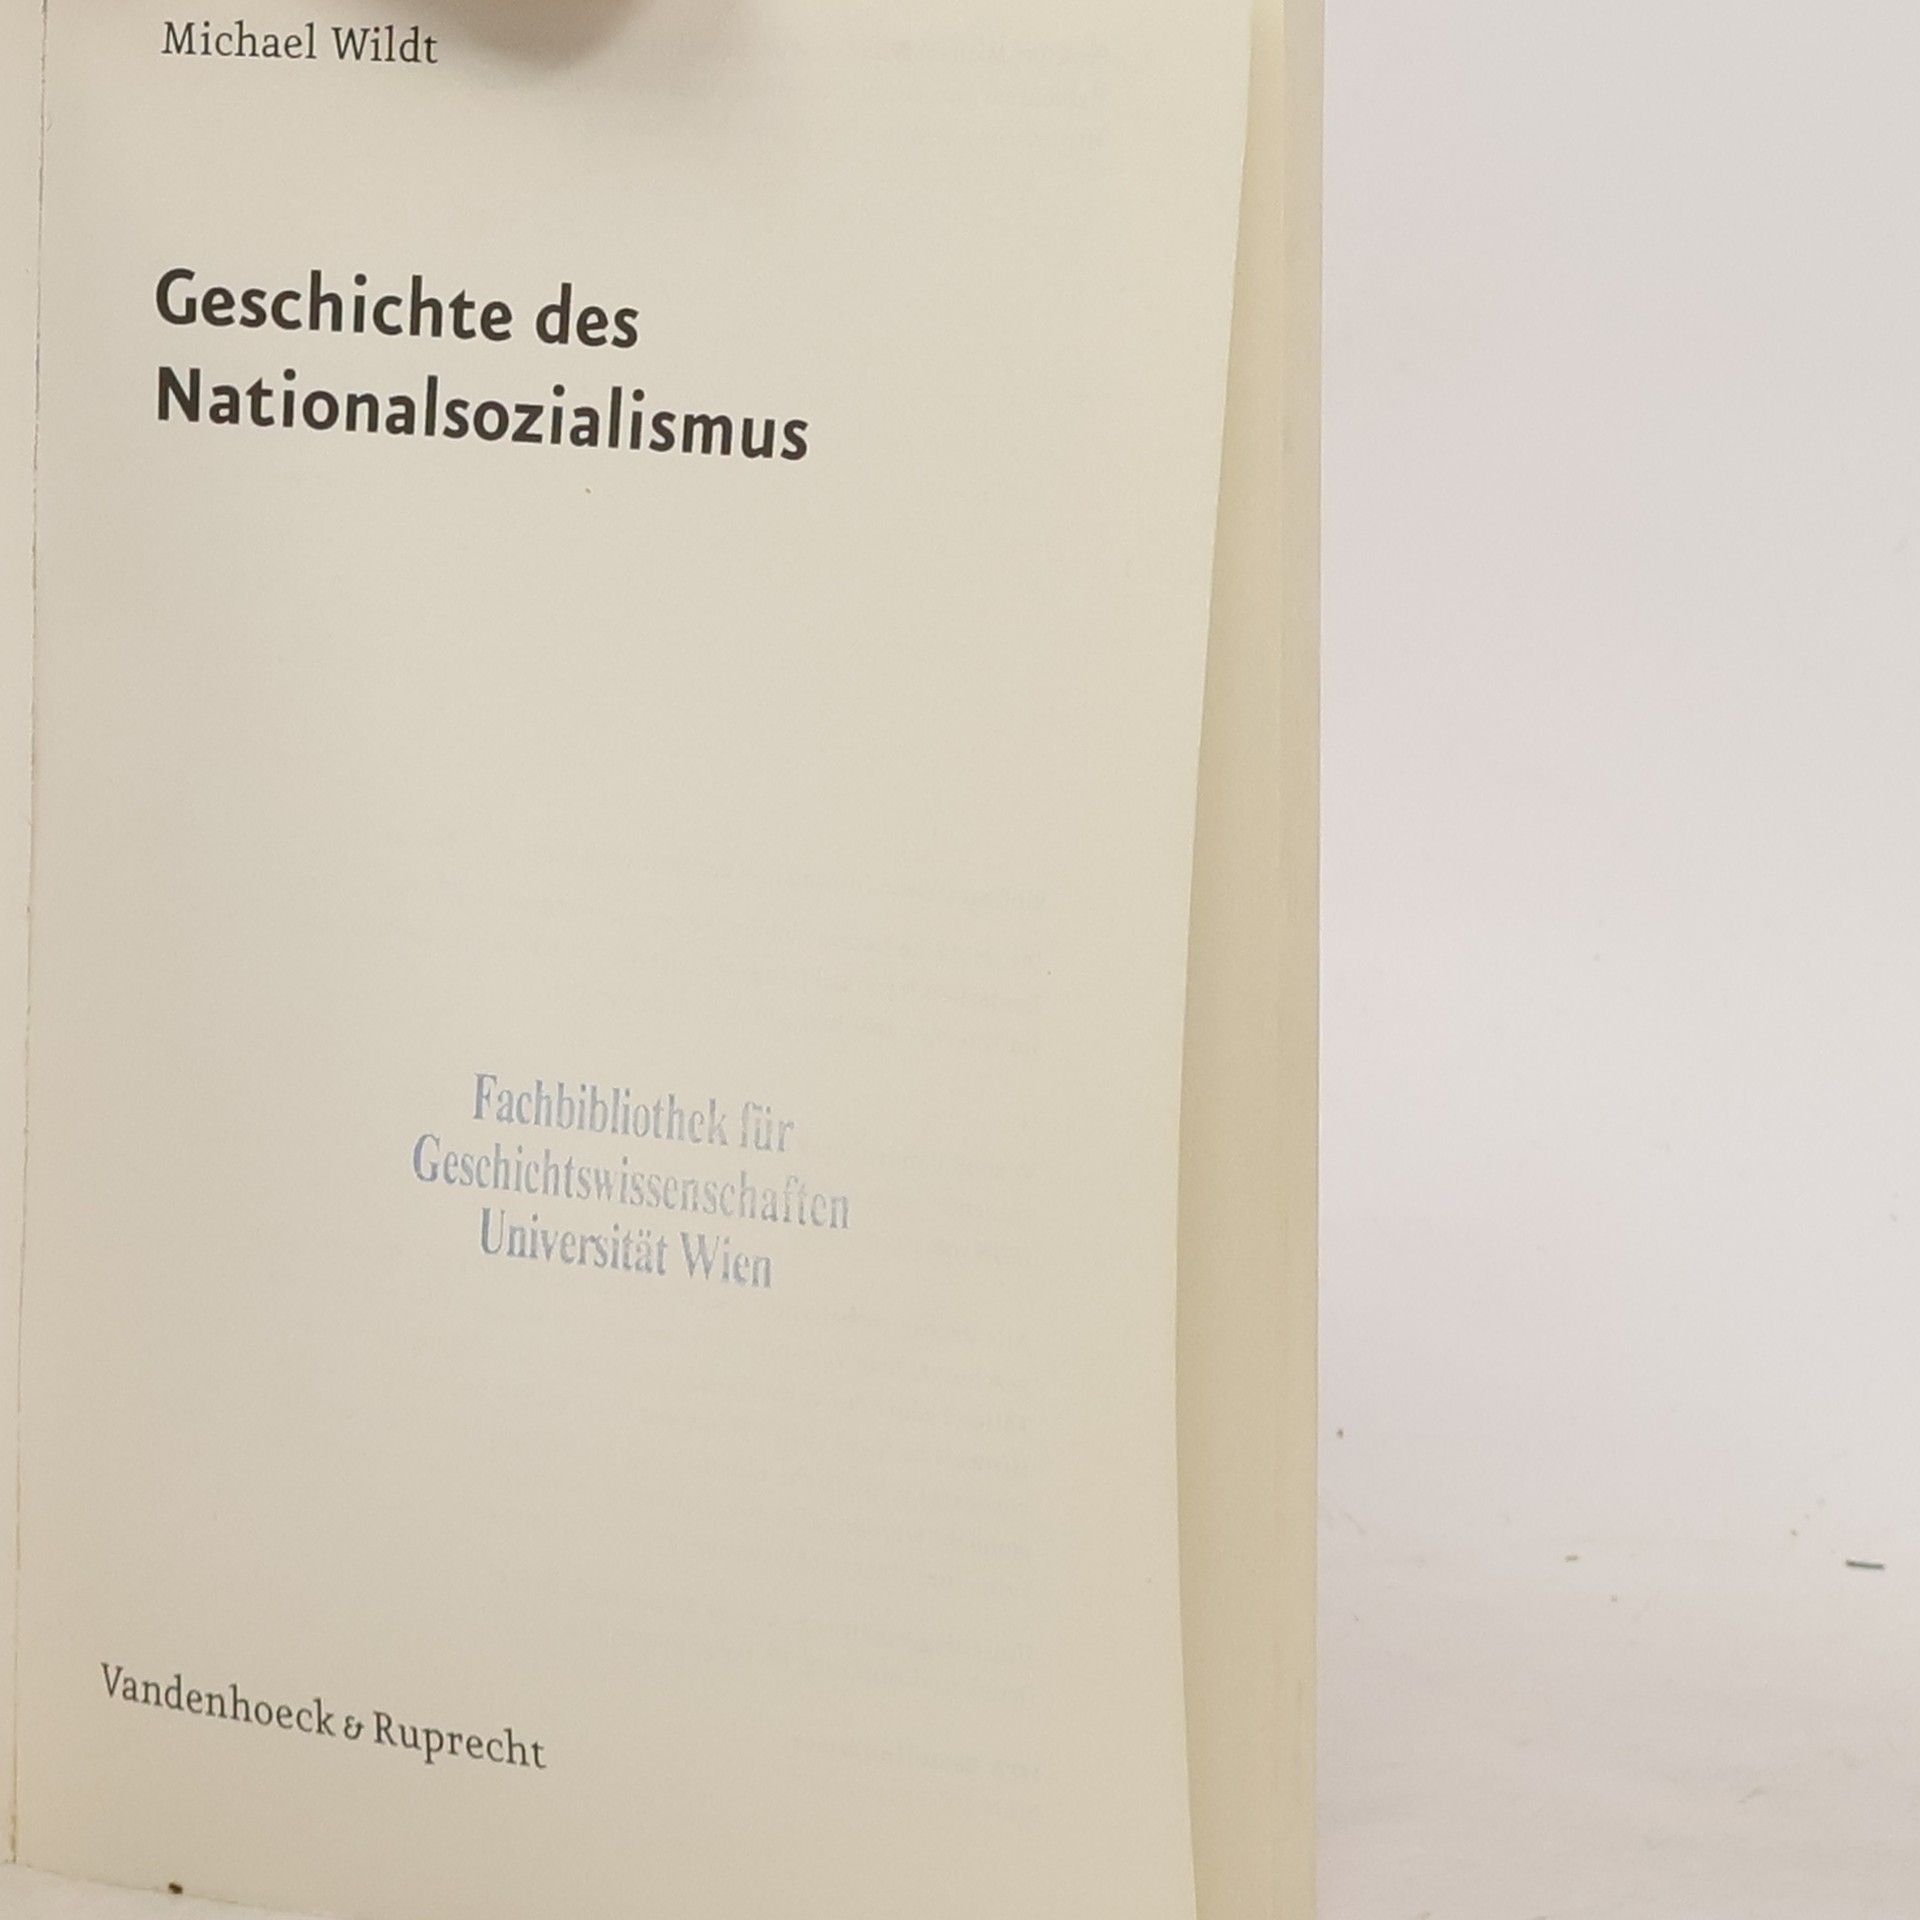 Michael Wildt
Geschichte des
Nationalsozialismus
Fachbibliothek für
Geschichtswissenschaften
Universität Wien
Vandenhoeck & Ruprecht